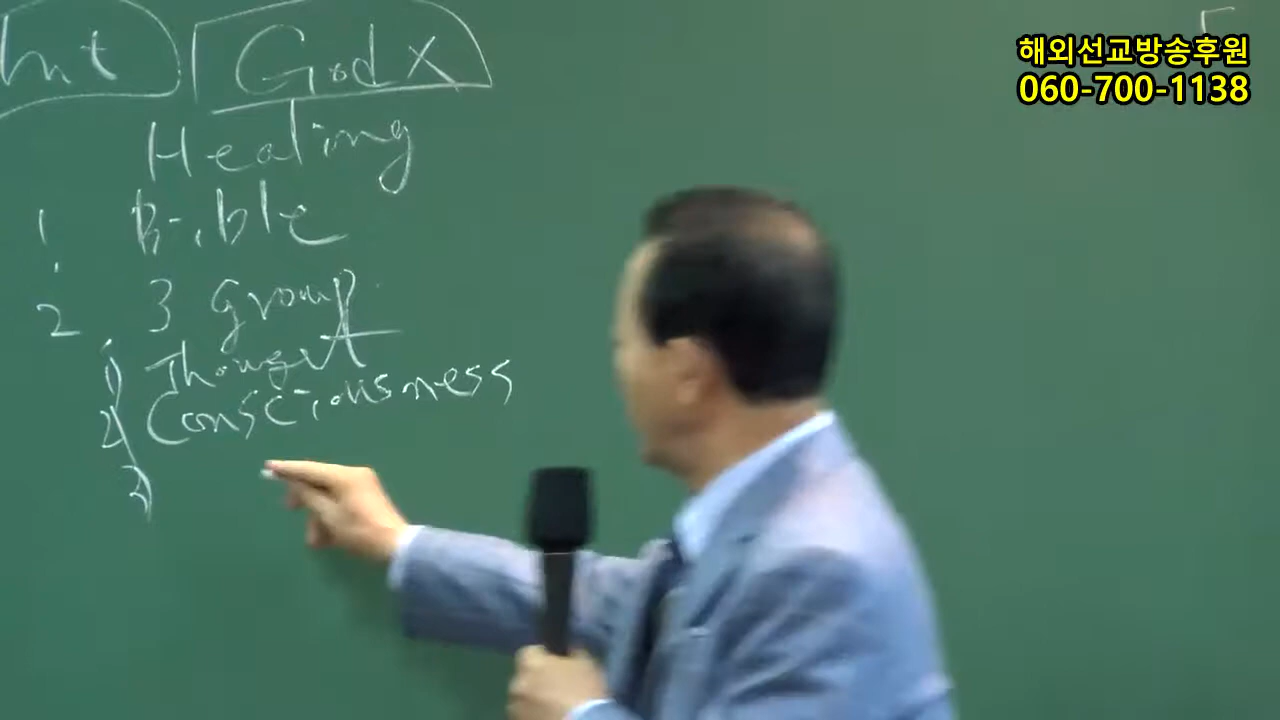 God X
해외선교방송후원
060-700-1138
Healing
1. Bible
2 3 group
1) Thought
2) Consciousness
3)